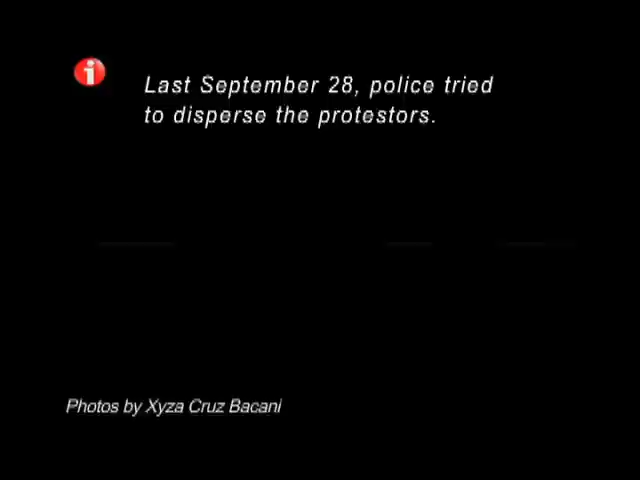 i
Last September 28, police tried
to disperse the protestors.
Photos by Xyza Cruz Bacani